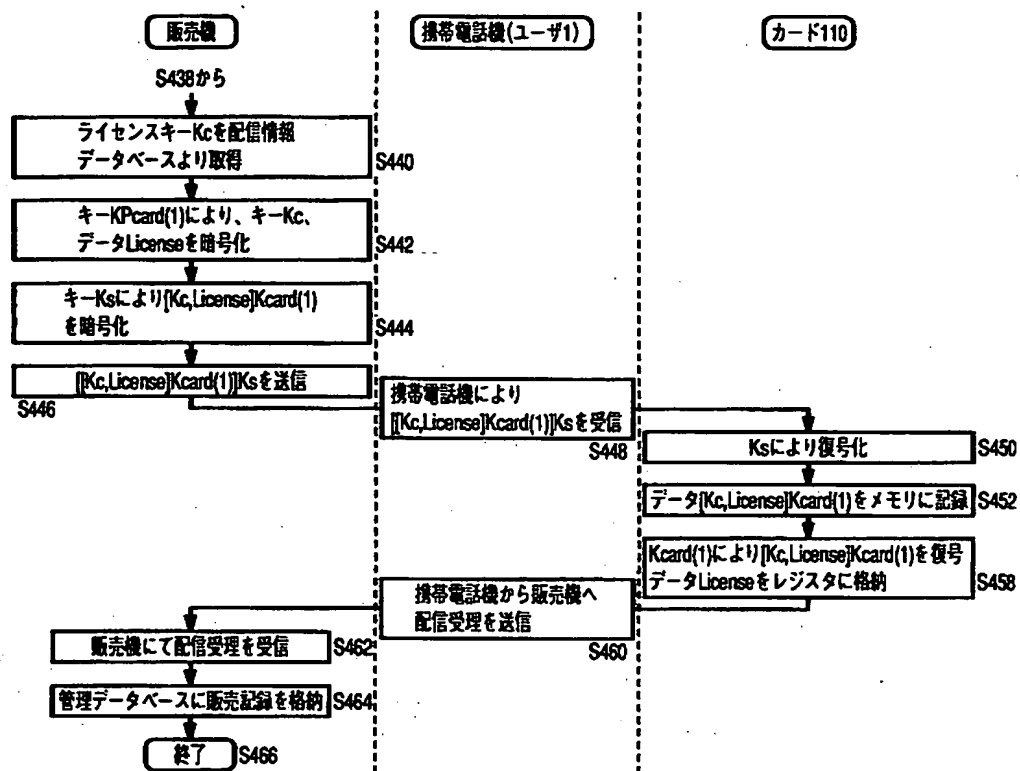 販売機
携帯電話機(ユーザ1)
カード110
S438から
ライセンスキーKcを配信情報
データベースより取得
S440
キーKPcard(1)により、キーKc、
データLicenseを暗号化
S442
キーKsにより[Kc,License]Kcard(1)
を暗号化
S444
[[Kc,License]Kcard(1)]Ksを送信
S446
携帯電話機により
[[Kc,License]Kcard(1)]Ksを受信
S448
Ksにより復号化
S450
データ[Kc,License]Kcard(1)をメモリに記録
S452
Kcard(1)により[Kc,License]Kcard(1)を復号
データLicenseをレジスタに格納
S458
携帯電話機から販売機へ
配信受理を送信
S460
販売機にて配信受理を受信
S462
管理データベースに販売記録を格納
S464
終了
S466